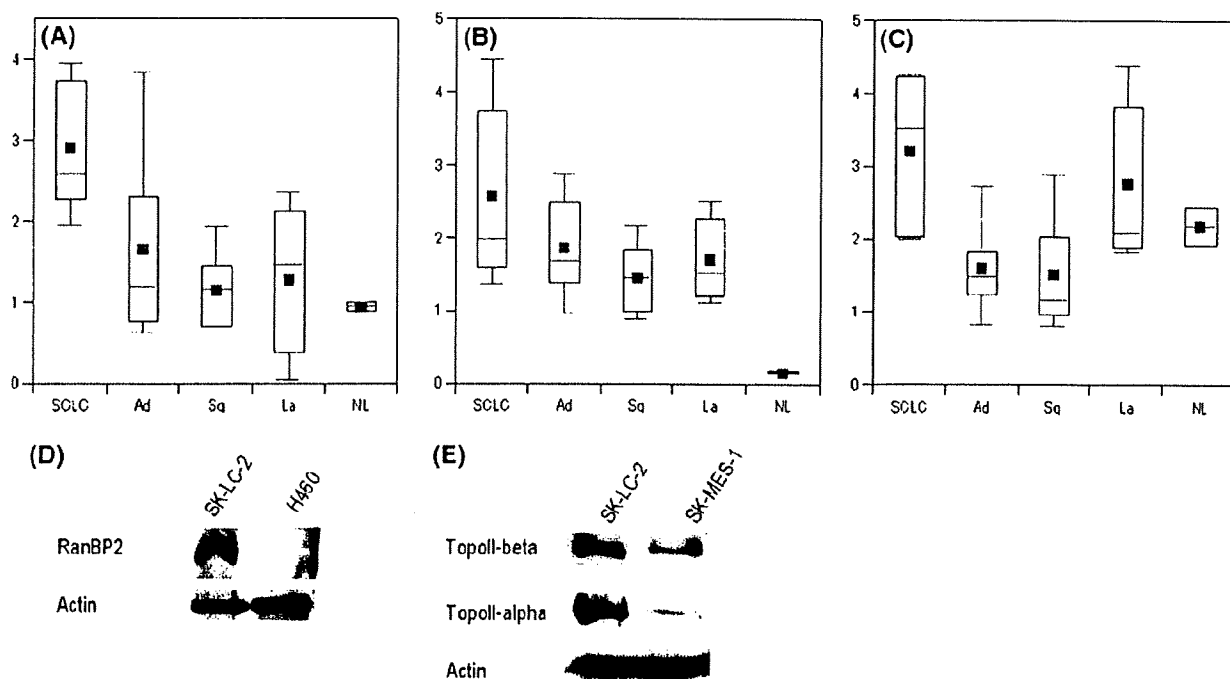 (A)
4
3
2
1
0
SCLC Ad Sq La NL
(B)
5
4
3
2
1
0
SCLC Ad Sq La NL
(C)
5
4
3
2
1
0
SCLC Ad Sq La NL
(D)
SK-LC-2 H460
RanBP2
Actin
(E)
SK-LC-2 SK-MES-1
TopoII-beta
TopoII-alpha
Actin